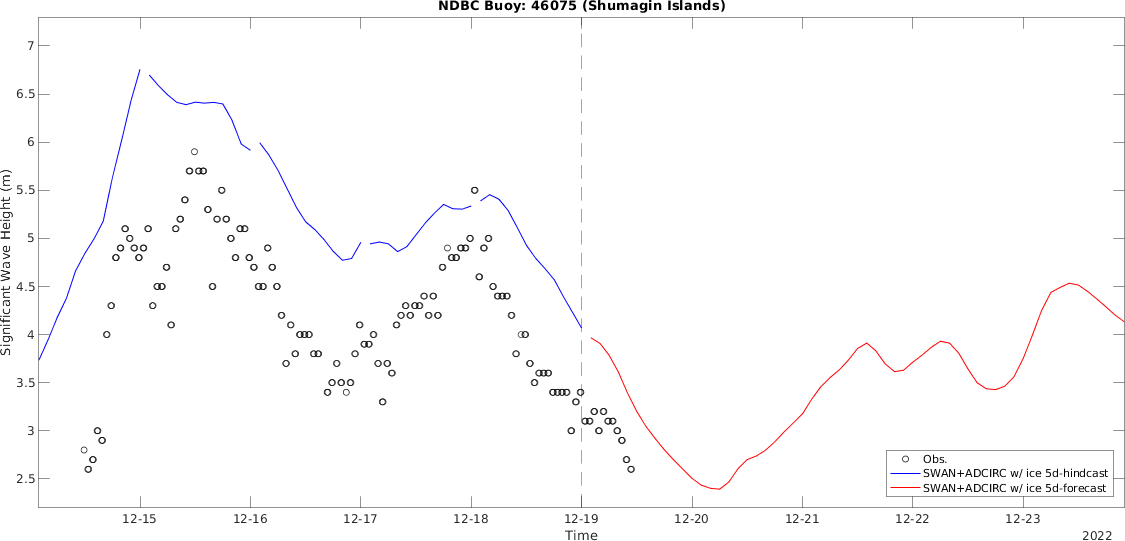 NDBC Buoy: 46075 (Shumagin Islands)
Significant Wave Height (m)
7
6.5
6
5.5
5
4.5
4
3.5
3
2.5
Obs.
SWAN+ADCIRC w/ ice 5d-hindcast
SWAN+ADCIRC w/ ice 5d-forecast
12-15 12-16 12-17 12-18 12-19 12-20 12-21 12-22 12-23
Time
2022